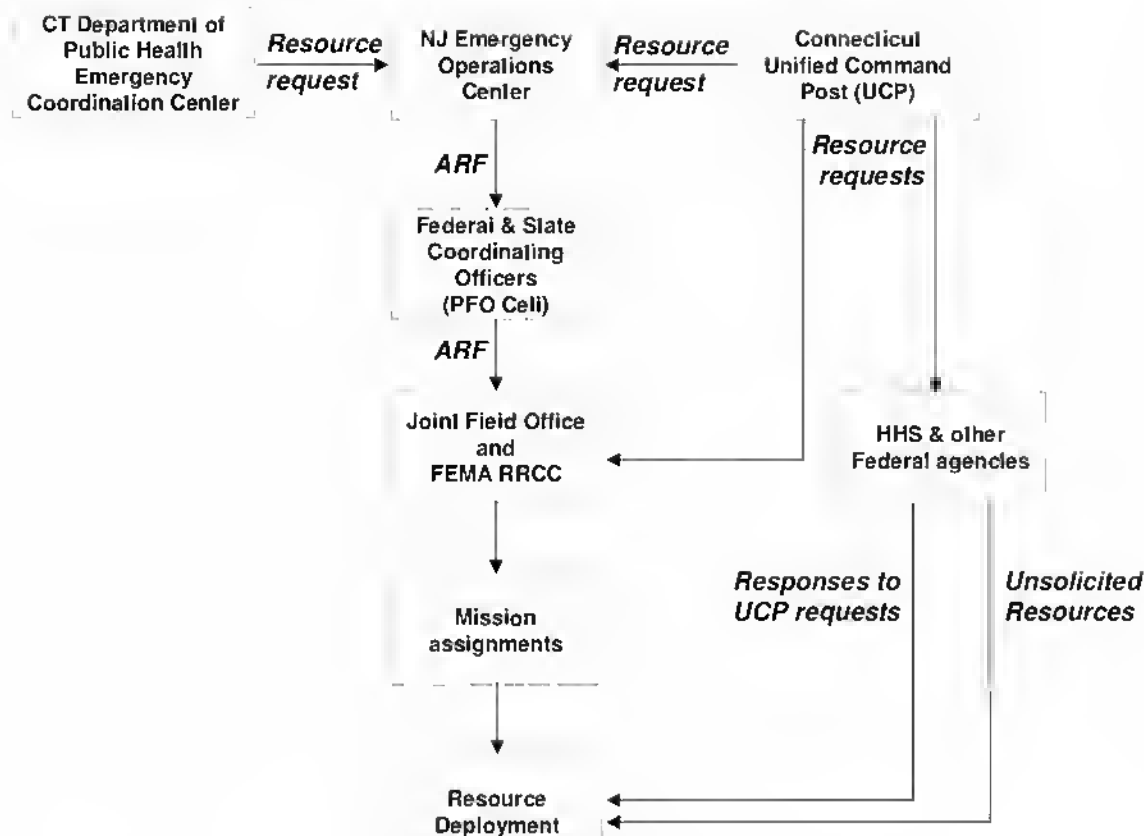 CT Department of
Public Health
Emergency
Coordination Center
Resource
request
NJ Emergency
Operations
Center
Resource
request
Connecticut
Unified Command
Post (UCP)
ARF
Resource
requests
Federal & State
Coordinating
Officers
(PFO Cell)
ARF
Joint Field Office
and
FEMA RRCC
HHS & other
Federal agencies
Mission
assignments
Responses to
UCP requests
Unsolicited
Resources
Resource
Deployment